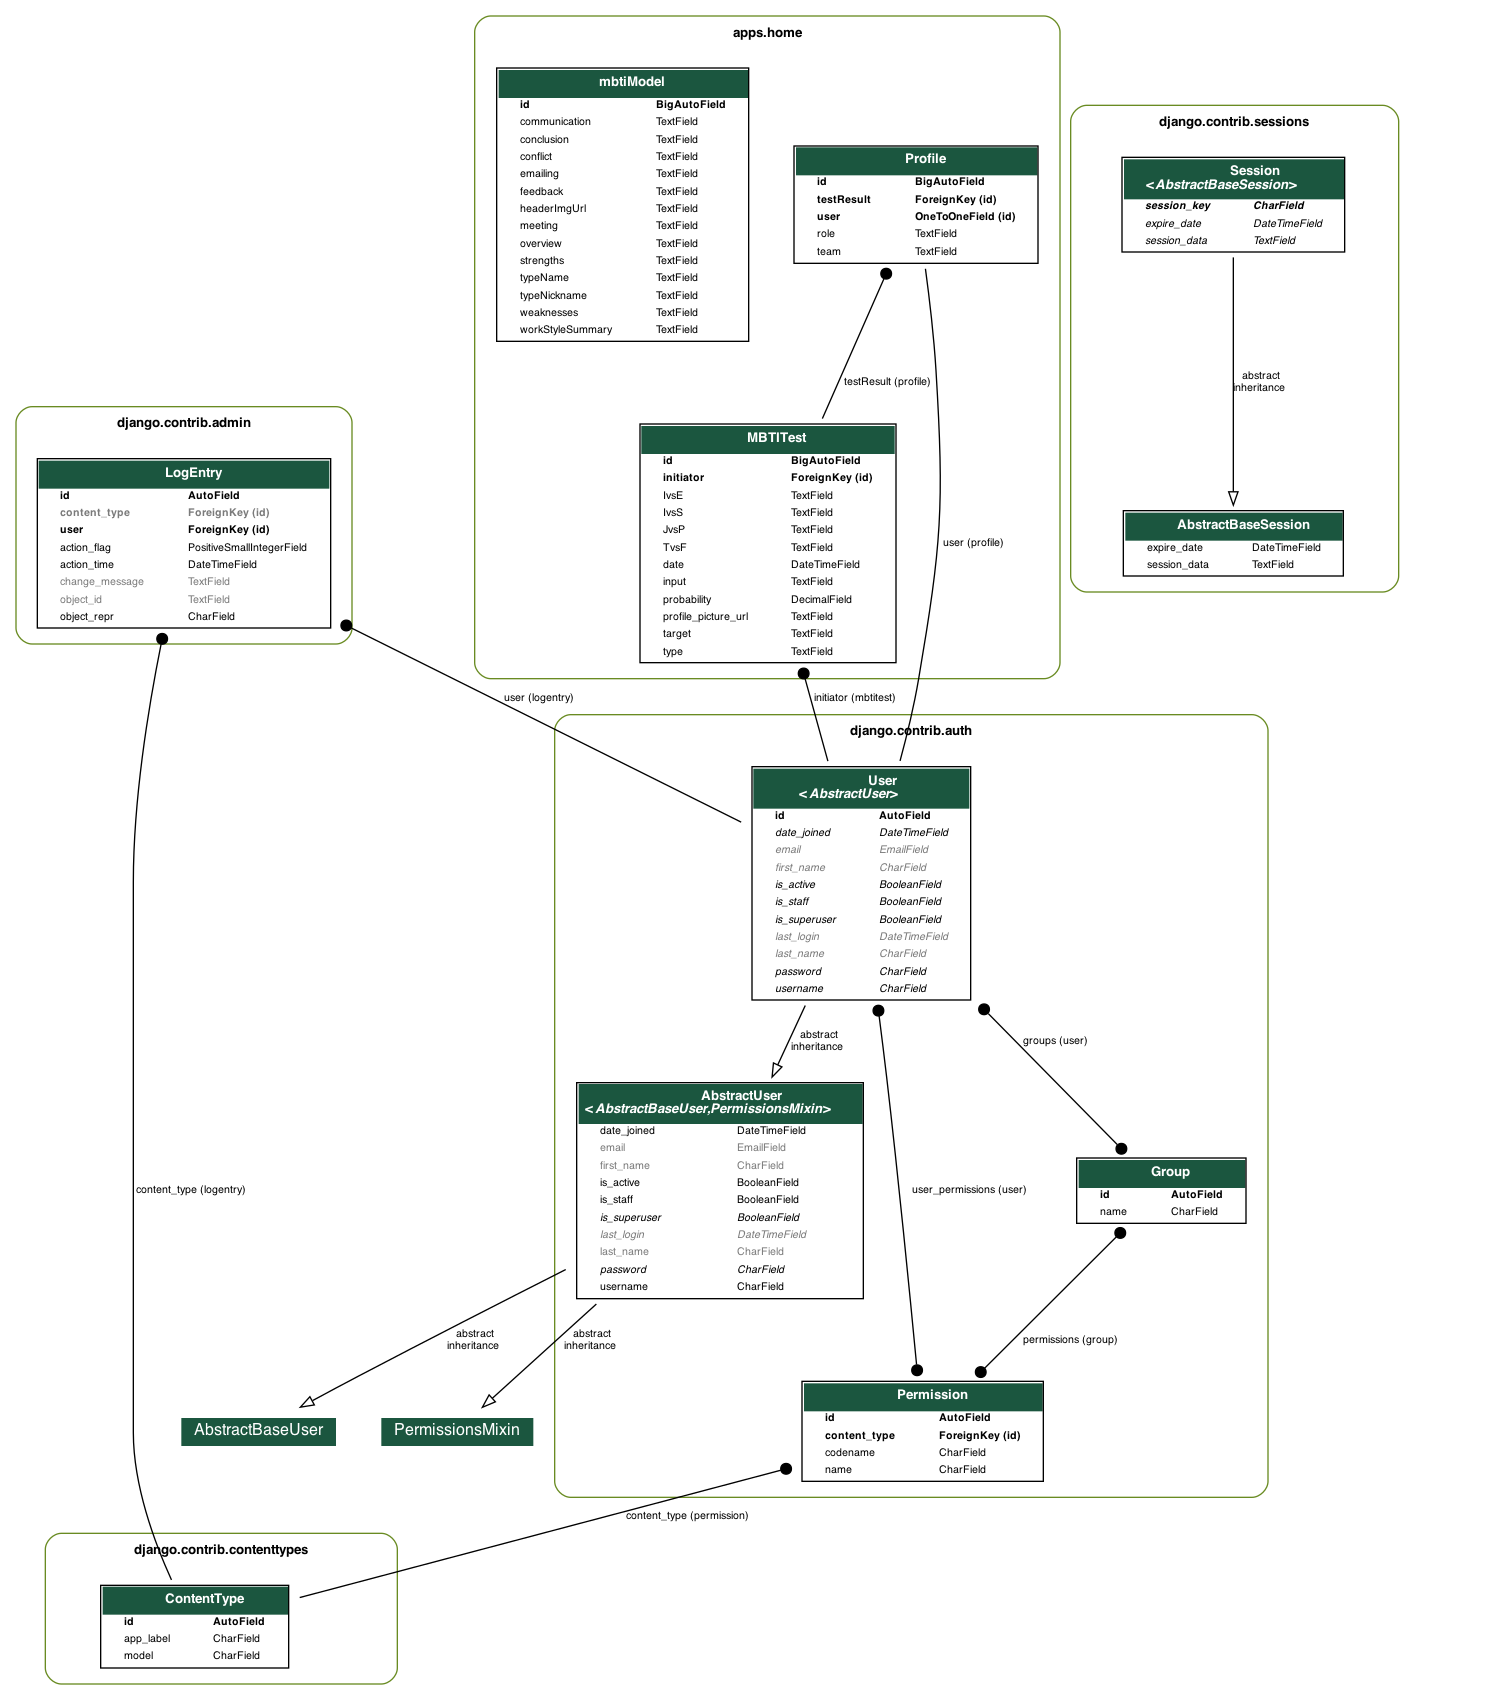 apps.home
mbtiModel
id BigAutoField
communication TextField
conclusion TextField
conflict TextField
emailing TextField
feedback TextField
headerImgUrl TextField
meeting TextField
overview TextField
strengths TextField
typeName TextField
typeNickname TextField
weaknesses TextField
workStyleSummary TextField
Profile
id BigAutoField
testResult ForeignKey (id)
user OneToOneField (id)
role TextField
team TextField
testResult (profile)
user (profile)
MBTITest
id BigAutoField
initiator ForeignKey (id)
IvsE TextField
IvsS TextField
JvsP TextField
TvsF TextField
date DateTimeField
input TextField
probability DecimalField
profile_picture_url TextField
target TextField
type TextField
django.contrib.sessions
Session
<AbstractBaseSession>
session_key CharField
expire_date DateTimeField
session_data TextField
abstract
inheritance
AbstractBaseSession
expire_date DateTimeField
session_data TextField
django.contrib.admin
LogEntry
id AutoField
content_type ForeignKey (id)
user ForeignKey (id)
action_flag PositiveSmallIntegerField
action_time DateTimeField
change_message TextField
object_id TextField
object_repr CharField
user (logentry)
initiator (mbtitest)
django.contrib.auth
User
<AbstractUser>
id AutoField
date_joined DateTimeField
email EmailField
first_name CharField
is_active BooleanField
is_staff BooleanField
is_superuser BooleanField
last_login DateTimeField
last_name CharField
password CharField
username CharField
abstract
inheritance
groups (user)
AbstractUser
<AbstractBaseUser,PermissionsMixin>
date_joined DateTimeField
email EmailField
first_name CharField
is_active BooleanField
is_staff BooleanField
is_superuser BooleanField
last_login DateTimeField
last_name CharField
password CharField
username CharField
content_type (logentry)
user_permissions (user)
Group
id AutoField
name CharField
abstract
inheritance
abstract
inheritance
permissions (group)
AbstractBaseUser
PermissionsMixin
Permission
id AutoField
content_type ForeignKey (id)
codename CharField
name CharField
content_type (permission)
django.contrib.contenttypes
ContentType
id AutoField
app_label CharField
model CharField